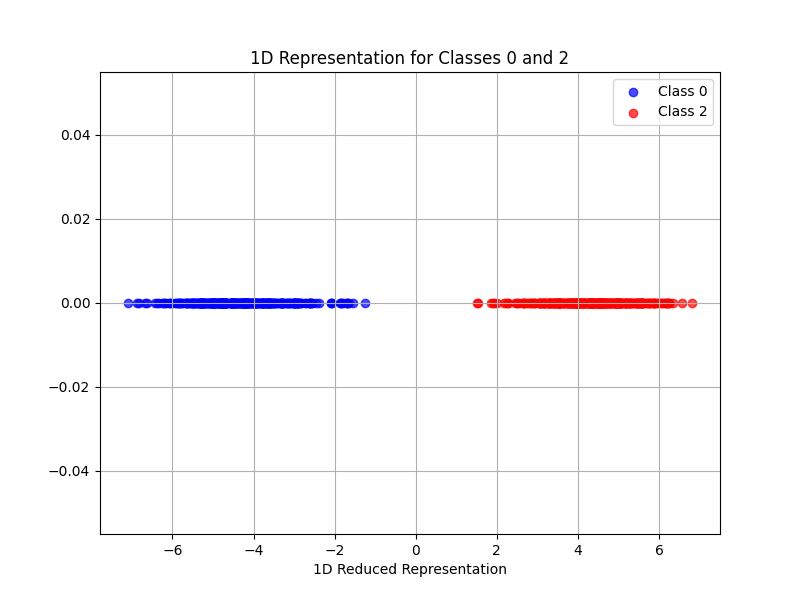 1D Representation for Classes 0 and 2
Class 0
Class 2
0.04
0.02
0.00
−0.02
−0.04
−6 −4 −2 0 2 4 6
1D Reduced Representation